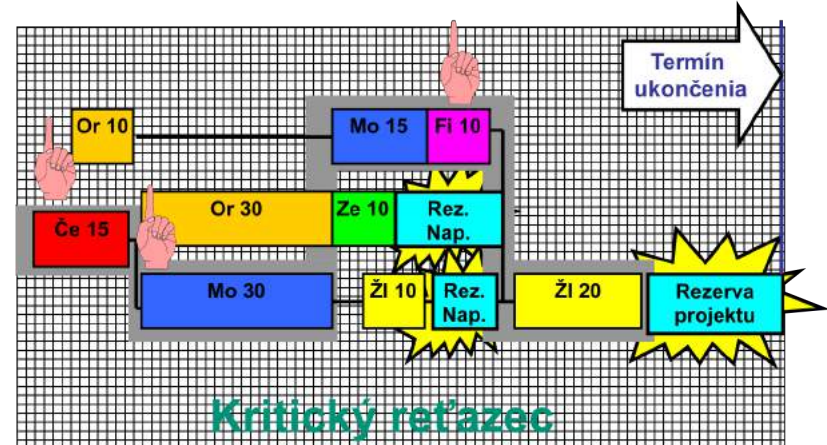 Termín
ukončenia
Or 10
Mo 15
Fi 10
Or 30
Ze 10
Rez.
Nap.
Če 15
Mo 30
Žl 10
Rez.
Nap.
Žl 20
Rezerva
projektu
Kritický reťazec